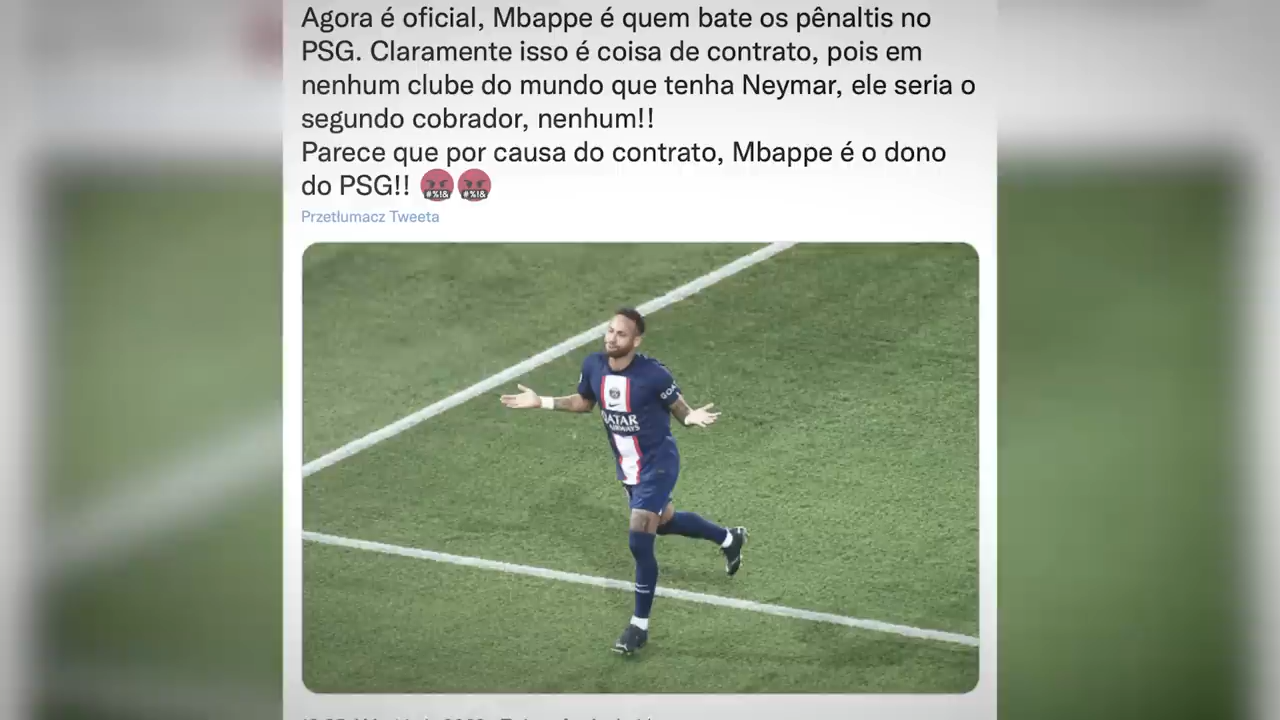 Agora é oficial, Mbappe é quem bate os pênaltis no
PSG. Claramente isso é coisa de contrato, pois em
nenhum clube do mundo que tenha Neymar, ele seria o
segundo cobrador, nenhum!!
Parece que por causa do contrato, Mbappe é o dono
do PSG!! 🤬🤬
Przetłumacz Tweeta
QATAR
AIRWAYS